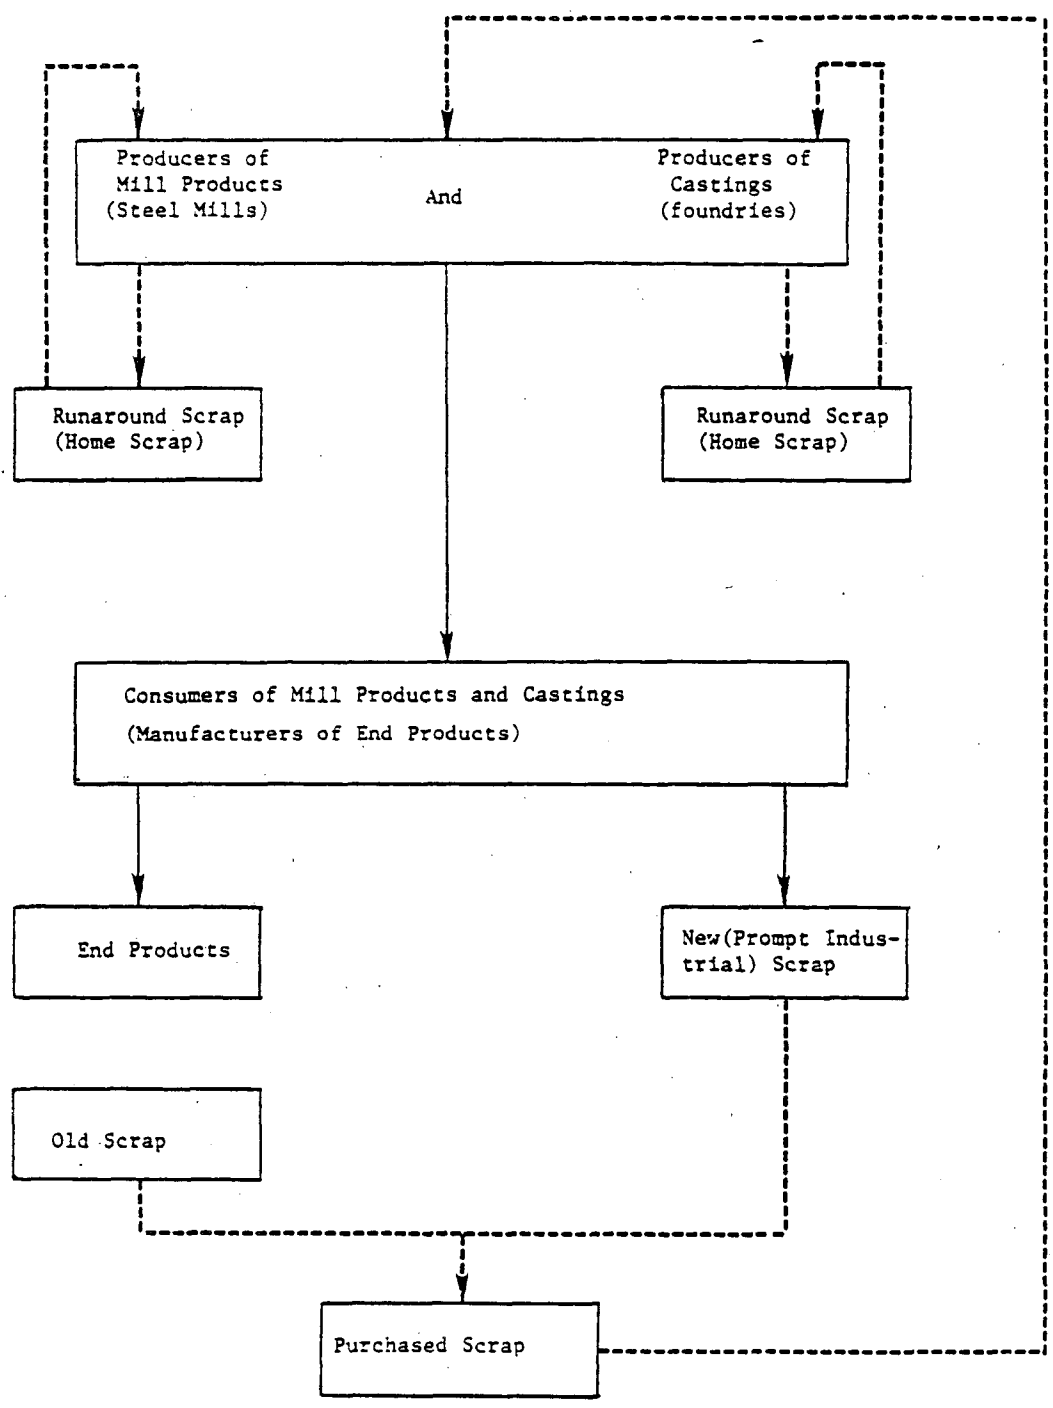 Producers of
Mill Products
(Steel Mills)
And
Producers of
Castings
(foundries)
Runaround Scrap
(Home Scrap)
Runaround Scrap
(Home Scrap)
Consumers of Mill Products and Castings
(Manufacturers of End Products)
End Products
New(Prompt Indus-
trial) Scrap
Old Scrap
Purchased Scrap